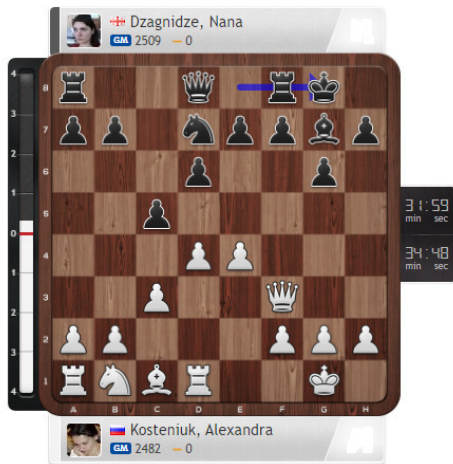 Dzagnidze, Nana
GM 2509 — 0
4
3
2
1
0
1
2
3
4
8
7
6
5
4
3
2
1
31:59
min sec
34:48
min sec
A B C D E F G H
Kosteniuk, Alexandra
GM 2482 — 0